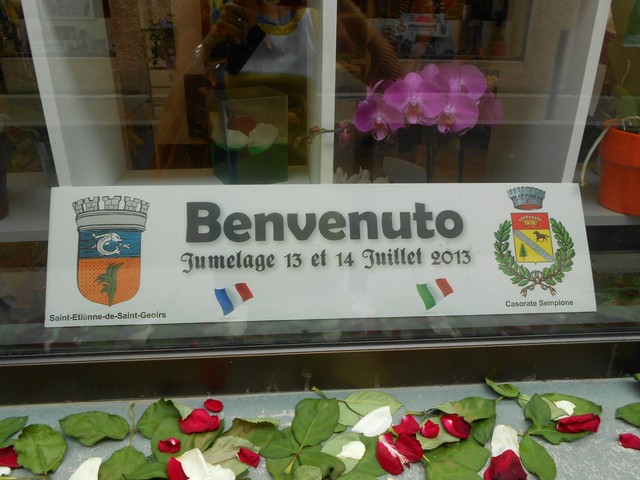 Benvenuto
Jumelage 13 et 14 Juillet 2013
Saint-Etienne-de-Saint-Geoirs
Casorate Sempione